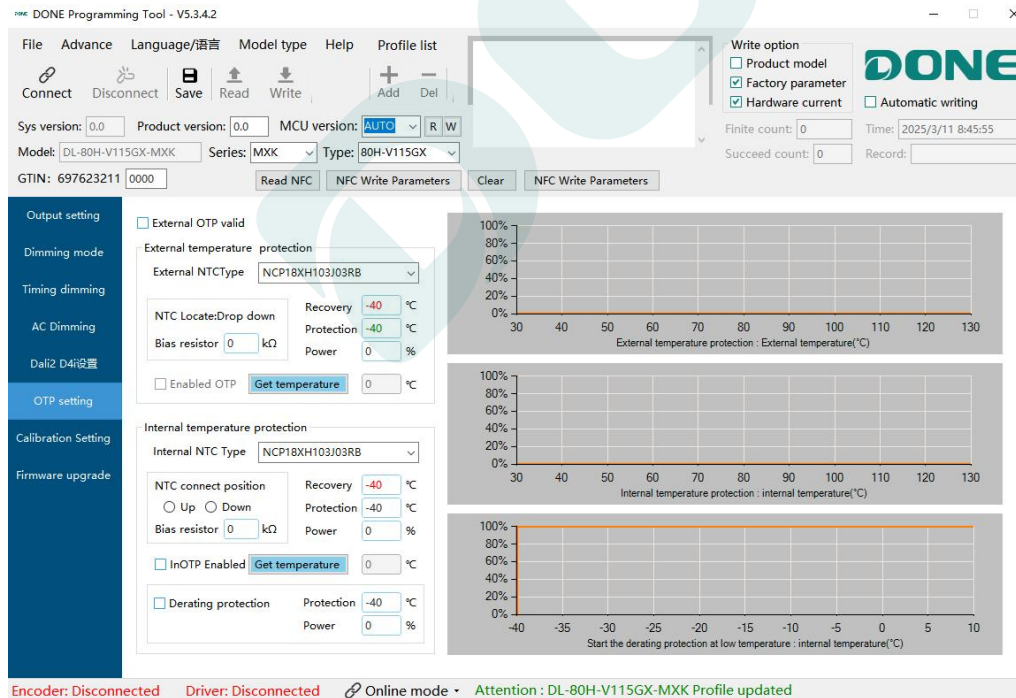 DONE Programming Tool - V5.3.4.2
File Advance Language/语言 Model type Help Profile list
Connect Disconnect Save Read Write Add Del
Write option
Product model
Factory parameter
Hardware current
DONE
Automatic writing
Sys version: 0.0 Product version: 0.0 MCU version: AUTO R W
Finite count: 0 Time: 2025/3/11 8:45:55
Model: DL-80H-V115GX-MXK Series: MXK Type: 80H-V115GX
Succeed count: 0 Record:
GTIN: 697623211 0000 Read NFC NFC Write Parameters Clear NFC Write Parameters
Output setting
Dimming mode
Timing dimming
AC Dimming
Dali2 D4i设置
OTP setting
Calibration Setting
Firmware upgrade
External OTP valid
External temperature protection
External NTCType NCP18XH103J03RB
NTC Locate:Drop down
Bias resistor 0 kΩ
Recovery -40 ℃
Protection -40 ℃
Power 0 %
Enabled OTP Get temperature 0 ℃
Internal temperature protection
Internal NTC Type NCP18XH103J03RB
NTC connect position
Up Down
Bias resistor 0 kΩ
Recovery -40 ℃
Protection -40 ℃
Power 0 %
InOTP Enabled Get temperature 0 ℃
Derating protection Protection -40 ℃
Power 0 %
100%
80%
60%
40%
20%
0%
30 40 50 60 70 80 90 100 110 120 130
External temperature protection : External temperature(°C)
100%
80%
60%
40%
20%
0%
30 40 50 60 70 80 90 100 110 120 130
Internal temperature protection : internal temperature(°C)
100%
80%
60%
40%
20%
0%
-40 -35 -30 -25 -20 -15 -10 -5 0 5 10
Start the derating protection at low temperature : internal temperature(°C)
Encoder: Disconnected Driver: Disconnected Online mode Attention : DL-80H-V115GX-MXK Profile updated